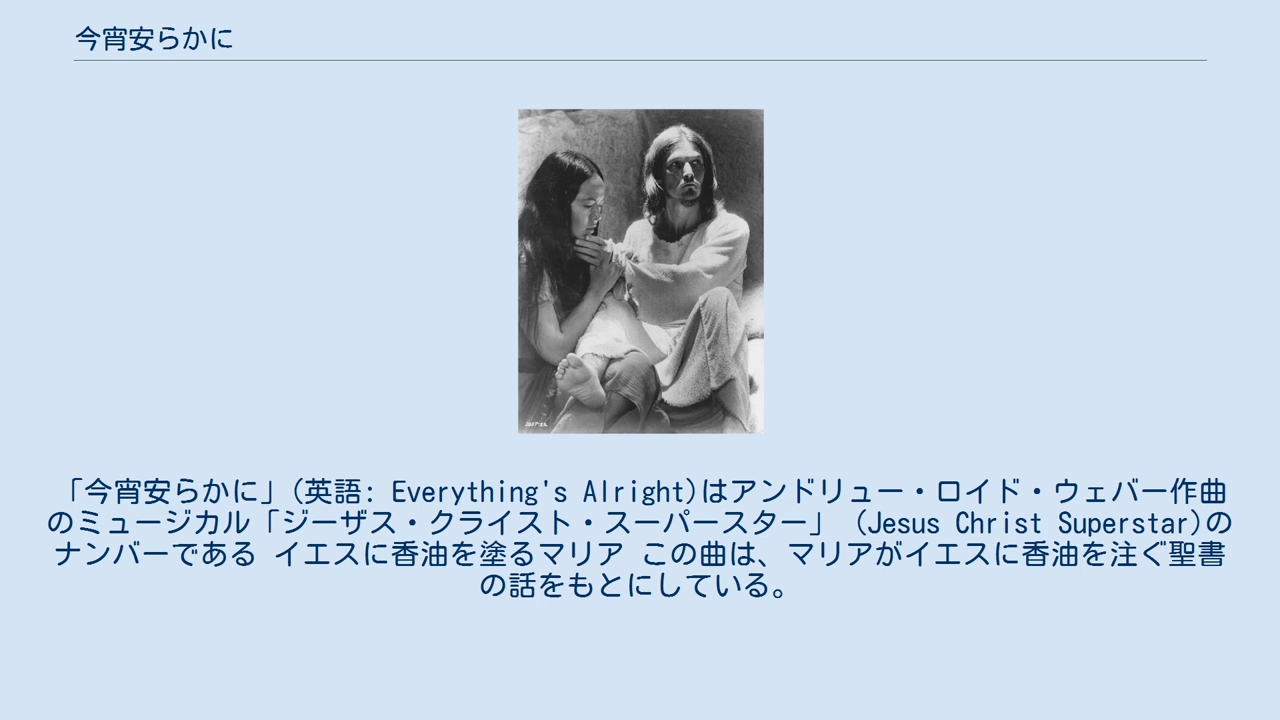 今宵安らかに
「今宵安らかに」(英語: Everything's Alright)はアンドリュー・ロイド・ウェバー作曲
のミュージカル「ジーザス・クライスト・スーパースター」 (Jesus Christ Superstar)の
ナンバーである イエスに香油を塗るマリア この曲は、マリアがイエスに香油を注ぐ聖書
の話をもとにしている。